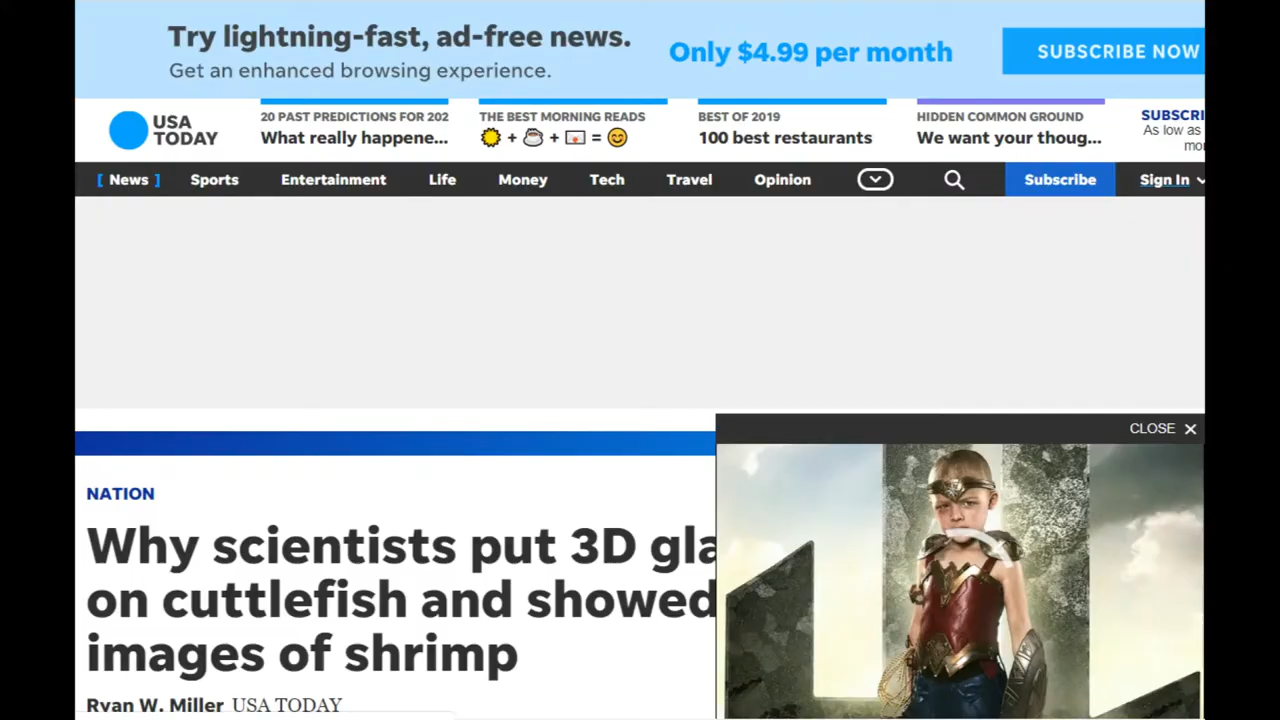 Try lightning-fast, ad-free news.
Get an enhanced browsing experience.
Only $4.99 per month
SUBSCRIBE NOW
USA
TODAY
20 PAST PREDICTIONS FOR 202
What really happene...
THE BEST MORNING READS
+ + =
BEST OF 2019
100 best restaurants
HIDDEN COMMON GROUND
We want your thoug...
SUBSCRI
As low as
mo
[ News ] Sports Entertainment Life Money Tech Travel Opinion Subscribe Sign In
CLOSE ×
NATION
Why scientists put 3D gla
on cuttlefish and showed
images of shrimp
Ryan W. Miller USA TODAY